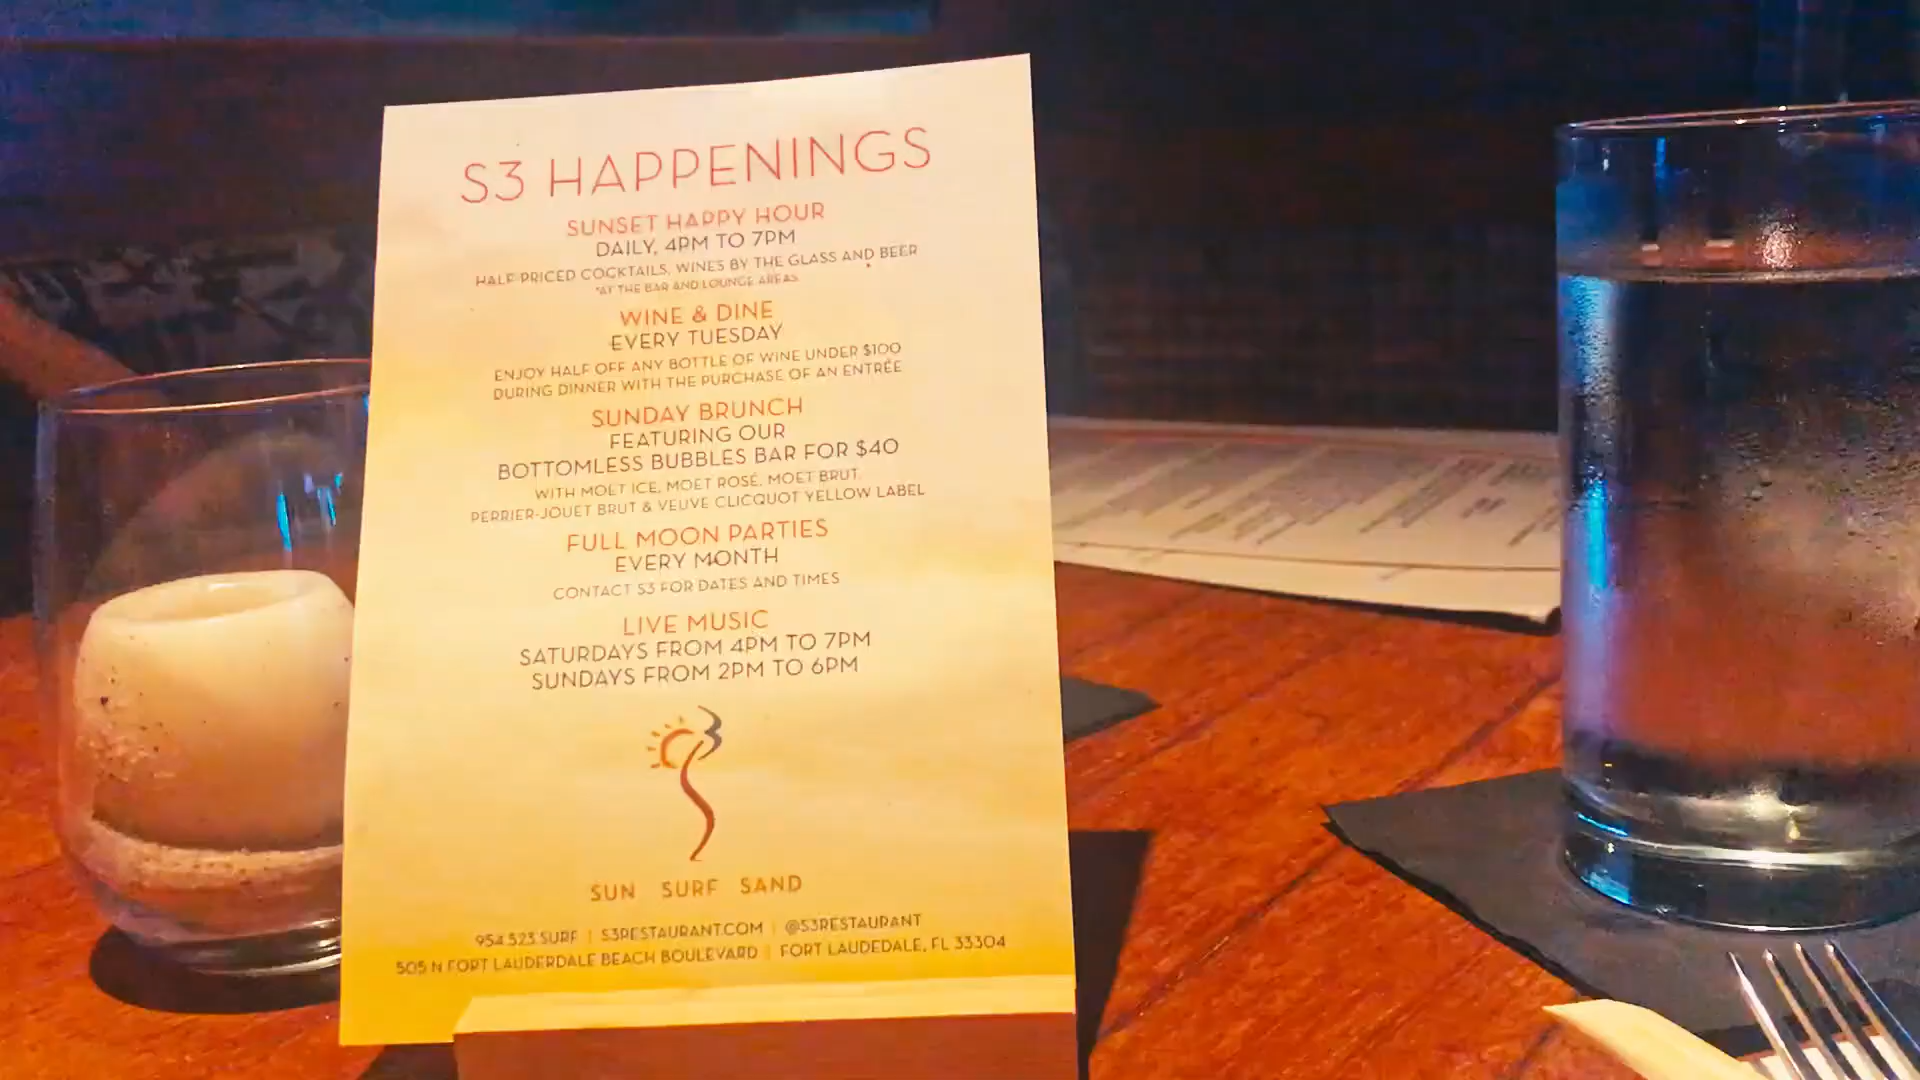 S3 HAPPENINGS
SUNSET HAPPY HOUR
DAILY, 4PM TO 7PM
HALF-PRICED COCKTAILS, WINES BY THE GLASS AND BEER
*AT THE BAR AND LOUNGE AREAS
WINE & DINE
EVERY TUESDAY
ENJOY HALF OFF ANY BOTTLE OF WINE UNDER $100
DURING DINNER WITH THE PURCHASE OF AN ENTRÉE
SUNDAY BRUNCH
FEATURING OUR
BOTTOMLESS BUBBLES BAR FOR $40
WITH MOET ICE, MOET ROSÉ, MOET BRUT,
PERRIER-JOUET BRUT & VEUVE CLICQUOT YELLOW LABEL
FULL MOON PARTIES
EVERY MONTH
CONTACT S3 FOR DATES AND TIMES
LIVE MUSIC
SATURDAYS FROM 4PM TO 7PM
SUNDAYS FROM 2PM TO 6PM
SUN SURF SAND
954.523.SURF | S3RESTAURANT.COM | @S3RESTAURANT
505 N FORT LAUDERDALE BEACH BOULEVARD | FORT LAUDEDALE, FL 33304